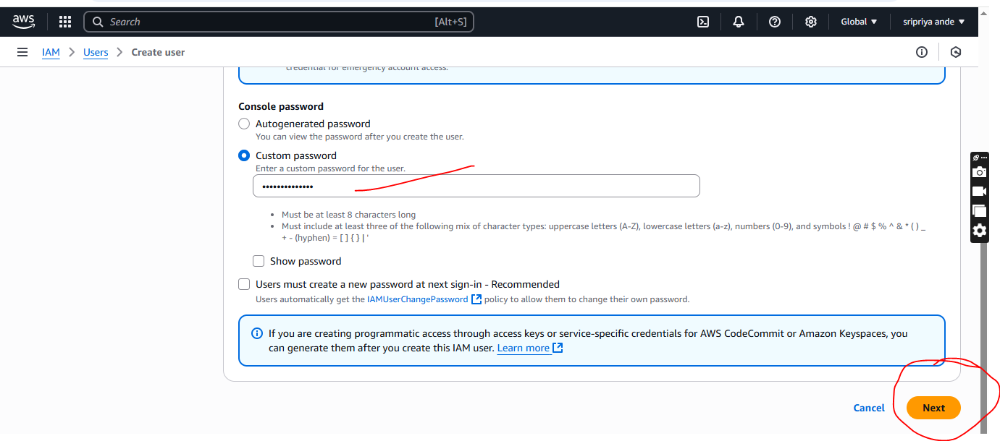 aws
Search [Alt+S]
Global sripriya ande
IAM Users Create user
credential for emergency account access.
Console password
Autogenerated password
You can view the password after you create the user.
Custom password
Enter a custom password for the user.
••••••••••••••
• Must be at least 8 characters long
• Must include at least three of the following mix of character types: uppercase letters (A-Z), lowercase letters (a-z), numbers (0-9), and symbols ! @ # $ % ^ & * ( ) _
+ - (hyphen) = [ ] { } | '
Show password
Users must create a new password at next sign-in - Recommended
Users automatically get the IAMUserChangePassword policy to allow them to change their own password.
If you are creating programmatic access through access keys or service-specific credentials for AWS CodeCommit or Amazon Keyspaces, you
can generate them after you create this IAM user. Learn more
Cancel Next